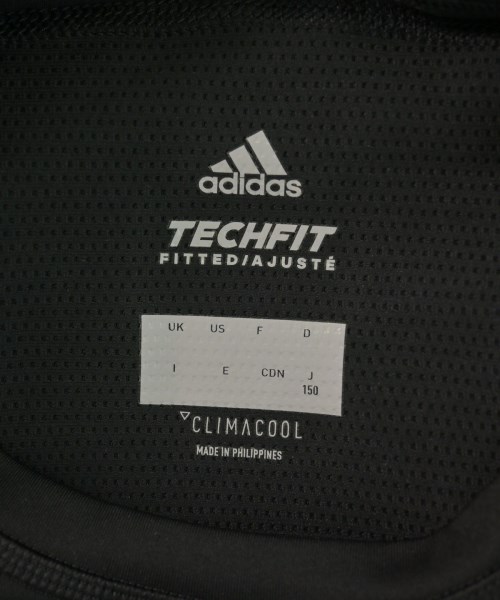 adidas
TECHFIT
FITTED/AJUSTÉ
UK US F D
I E CDN J
150
CLIMACOOL
MADE IN PHILIPPINES